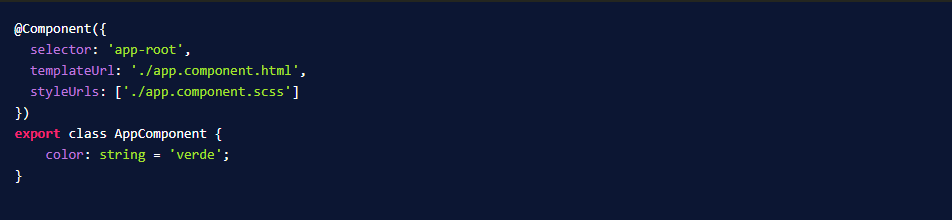 @Component({
  selector: 'app-root',
  templateUrl: './app.component.html',
  styleUrls: ['./app.component.scss']
})
export class AppComponent {
    color: string = 'verde';
}